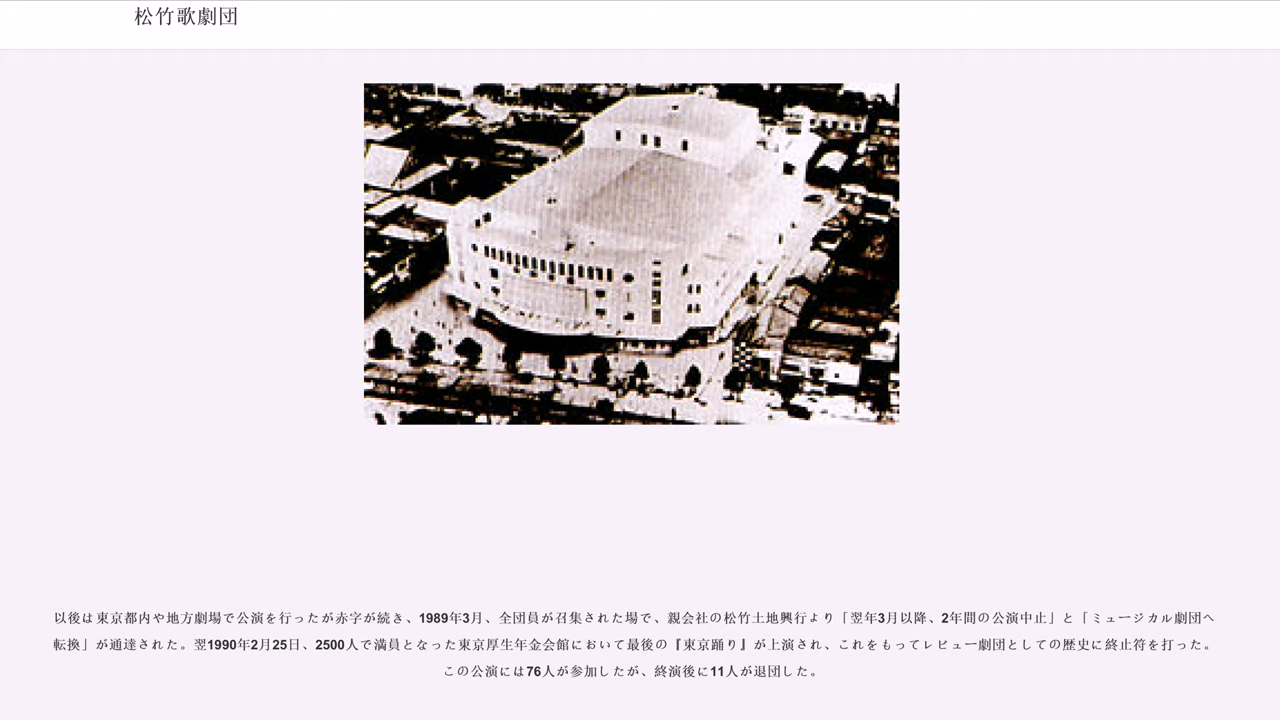 松竹歌劇団
以後は東京都内や地方劇場で公演を行ったが赤字が続き、1989年3月、全団員が召集された場で、親会社の松竹土地興行より「翌年3月以降、2年間の公演中止」と「ミュージカル劇団へ
転換」が通達された。翌1990年2月25日、2500人で満員となった東京厚生年金会館において最後の『東京踊り』が上演され、これをもってレビュー劇団としての歴史に終止符を打った。
この公演には76人が参加したが、終演後に11人が退団した。